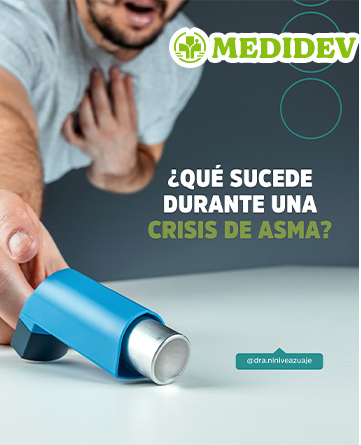 MEDIDEV
¿QUÉ SUCEDE
DURANTE UNA
CRISIS DE ASMA?
@dra.niniveazuaje